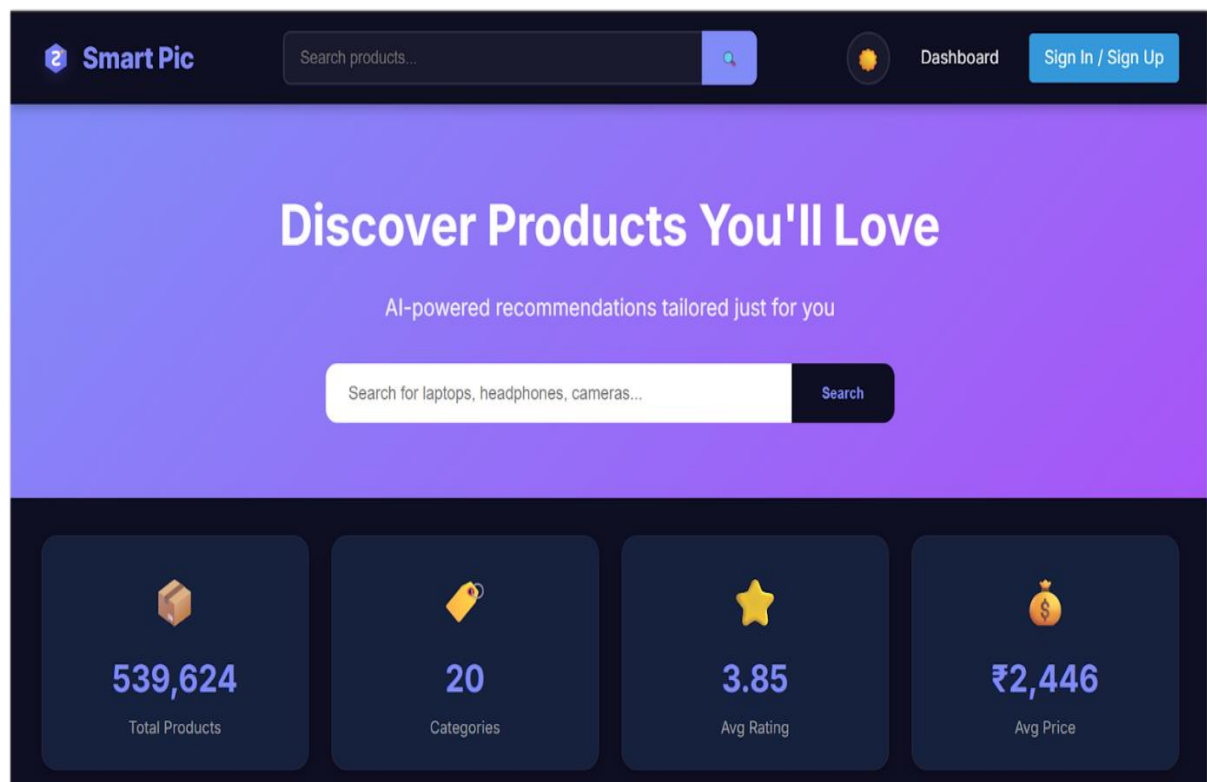 Smart Pic
Search products...
Dashboard
Sign In / Sign Up
Discover Products You'll Love
AI-powered recommendations tailored just for you
Search for laptops, headphones, cameras...
Search
539,624
Total Products
20
Categories
3.85
Avg Rating
₹2,446
Avg Price